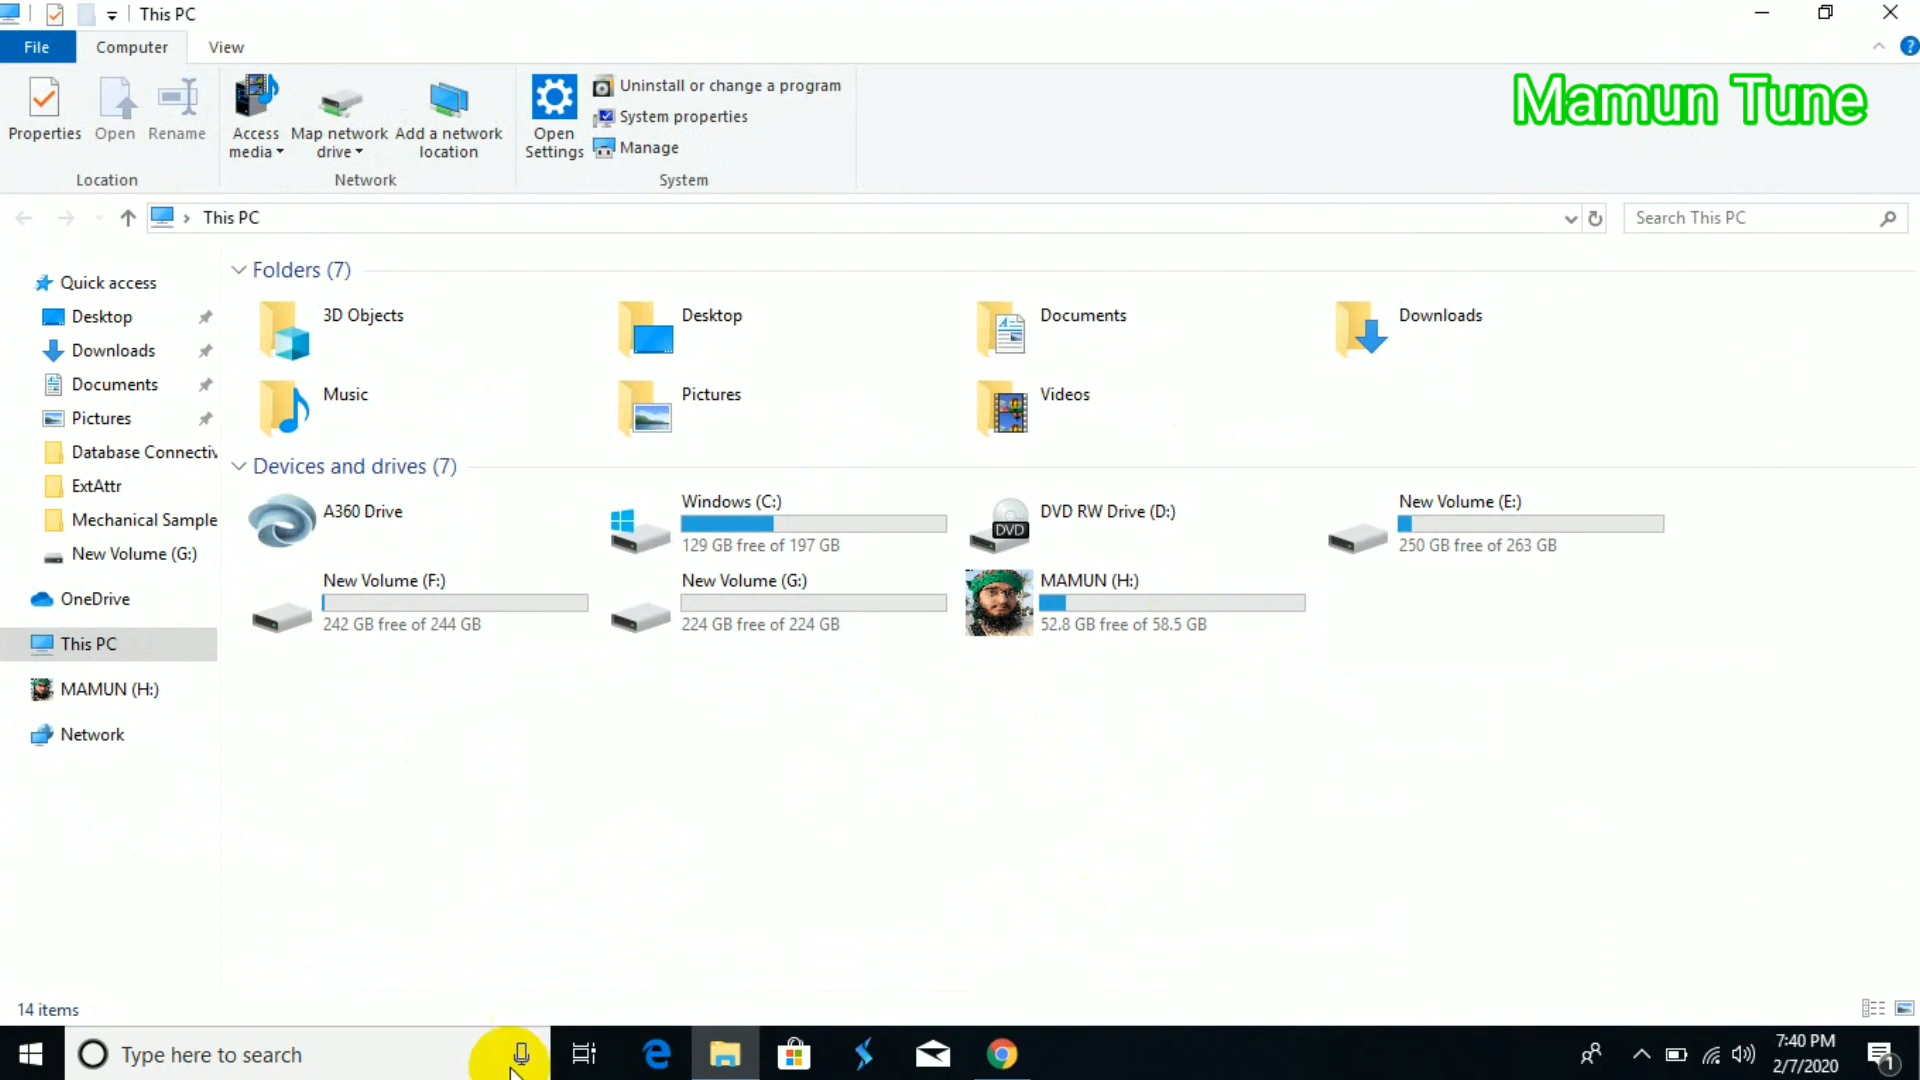 This PC
File
Computer
View
Properties
Open
Rename
Access media
Map network drive
Add a network location
Open Settings
Uninstall or change a program
System properties
Manage
Location
Network
System
Mamun Tune
This PC
Search This PC
Quick access
Desktop
Downloads
Documents
Pictures
Database Connectiv
ExtAttr
Mechanical Sample
New Volume (G:)
OneDrive
This PC
MAMUN (H:)
Network
Folders (7)
3D Objects
Desktop
Documents
Downloads
Music
Pictures
Videos
Devices and drives (7)
A360 Drive
Windows (C:)
129 GB free of 197 GB
DVD RW Drive (D:)
DVD
New Volume (E:)
250 GB free of 263 GB
New Volume (F:)
242 GB free of 244 GB
New Volume (G:)
224 GB free of 224 GB
MAMUN (H:)
52.8 GB free of 58.5 GB
14 items
Type here to search
7:40 PM
2/7/2020
1